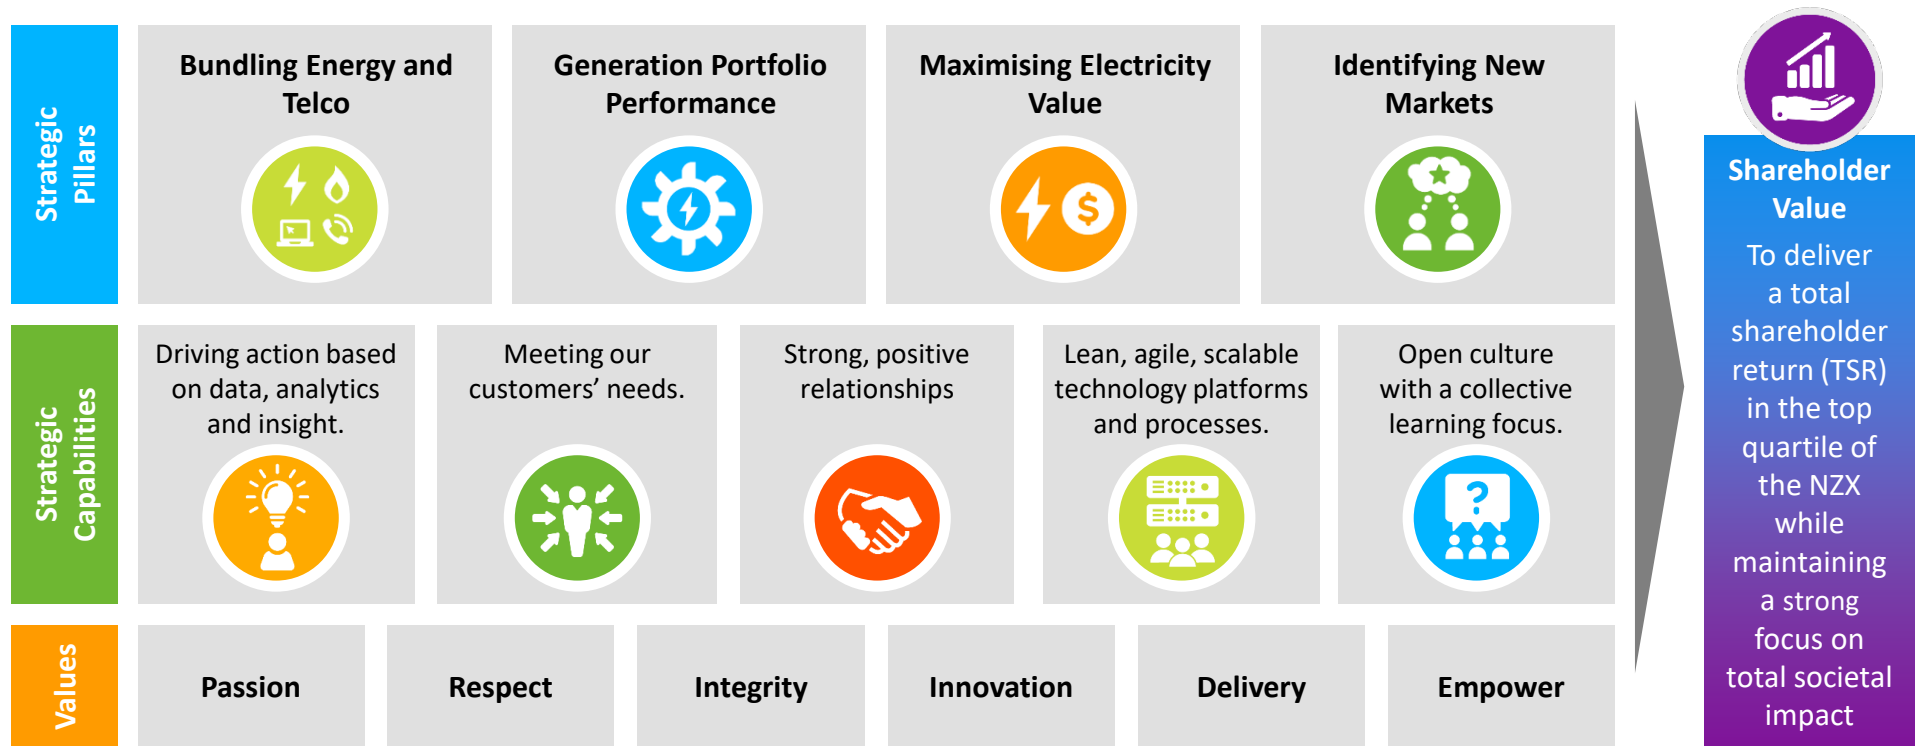 Strategic
Pillars
Bundling Energy and
Telco
Generation Portfolio
Performance
Maximising Electricity
Value
$
Identifying New
Markets
Strategic
Capabilities
Driving action based
on data, analytics
and insight.
Meeting our
customers’ needs.
Strong, positive
relationships
Lean, agile, scalable
technology platforms
and processes.
Open culture
with a collective
learning focus.
?
Values
Passion
Respect
Integrity
Innovation
Delivery
Empower
Shareholder
Value
To deliver
a total
shareholder
return (TSR)
in the top
quartile of
the NZX
while
maintaining
a strong
focus on
total societal
impact